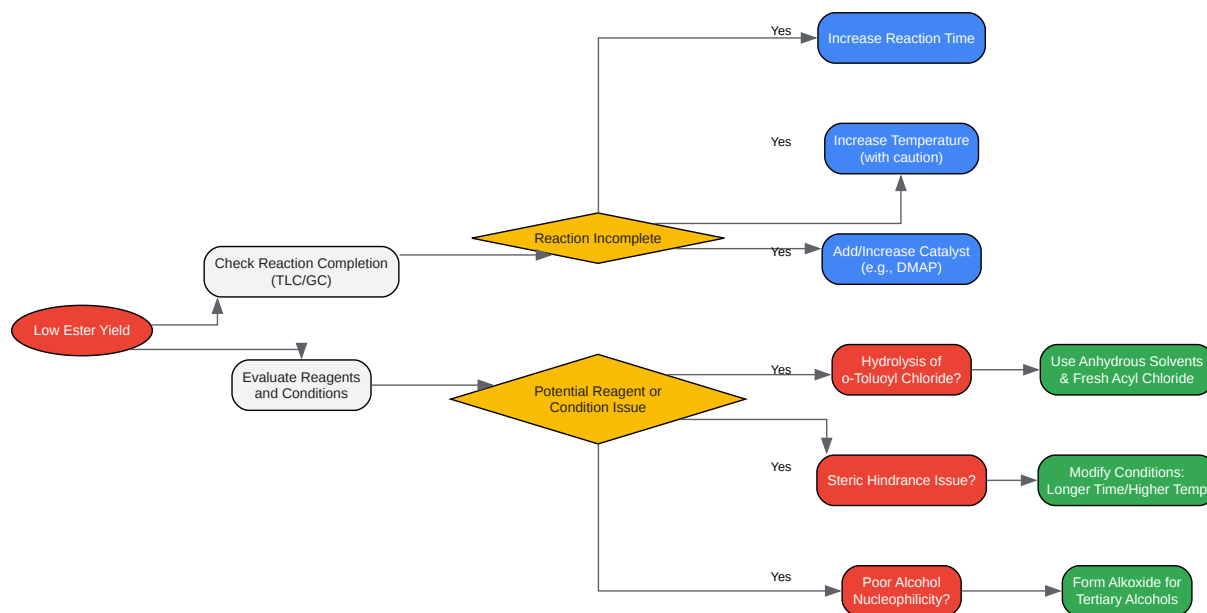 Yes
Increase Reaction Time
Yes
Increase Temperature
(with caution)
Reaction Incomplete
Yes
Add/Increase Catalyst
(e.g., DMAP)
Check Reaction Completion
(TLC/GC)
Low Ester Yield
Evaluate Reagents
and Conditions
Potential Reagent or
Condition Issue
Yes
Hydrolysis of
o-Toluoyl Chloride?
Use Anhydrous Solvents
& Fresh Acyl Chloride
Yes
Steric Hindrance Issue?
Modify Conditions:
Longer Time/Higher Temp
Yes
Poor Alcohol
Nucleophilicity?
Form Alkoxide for
Tertiary Alcohols